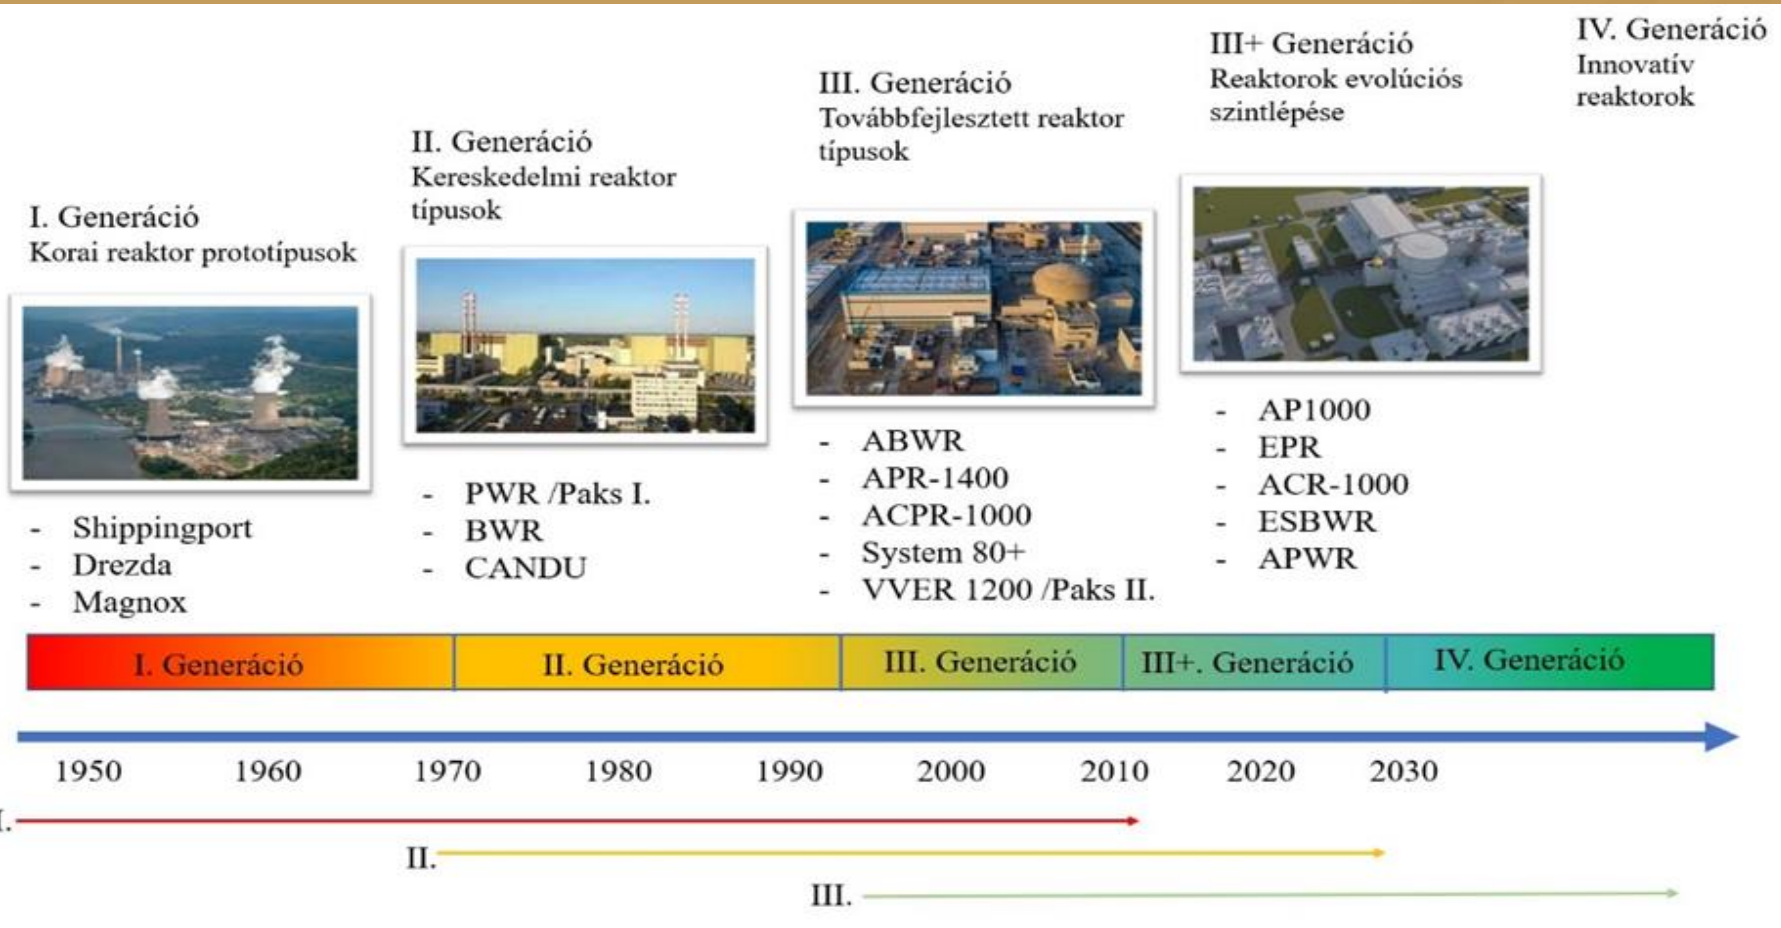 I. Generáció
Korai reaktor prototípusok
- Shippingport
- Drezda
- Magnox
II. Generáció
Kereskedelmi reaktor
típusok
- PWR /Paks I.
- BWR
- CANDU
III. Generáció
Továbbfejlesztett reaktor
típusok
- ABWR
- APR-1400
- ACPR-1000
- System 80+
- VVER 1200 /Paks II.
III+ Generáció
Reaktorok evolúciós
szintlépése
- AP1000
- EPR
- ACR-1000
- ESBWR
- APWR
IV. Generáció
Innovatív
reaktorok
I. Generáció II. Generáció III. Generáció III+. Generáció IV. Generáció
1950 1960 1970 1980 1990 2000 2010 2020 2030
I.
II.
III.